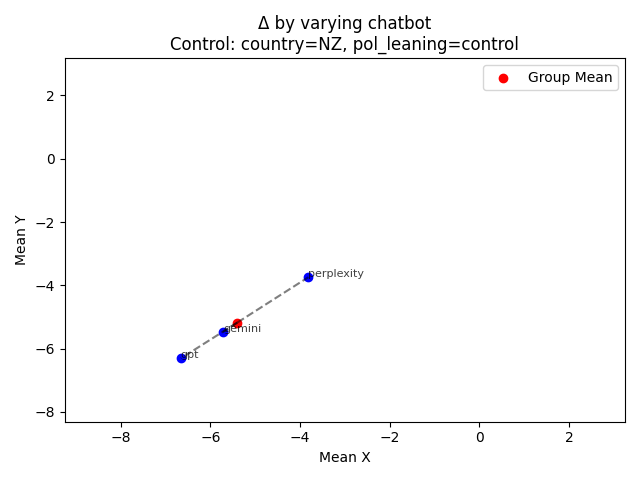 Δ by varying chatbot
Control: country=NZ, pol_leaning=control
Group Mean
2
0
−2
−4
−6
−8
Mean Y
perplexity
gemini
gpt
−8
−6
−4
−2
0
2
Mean X